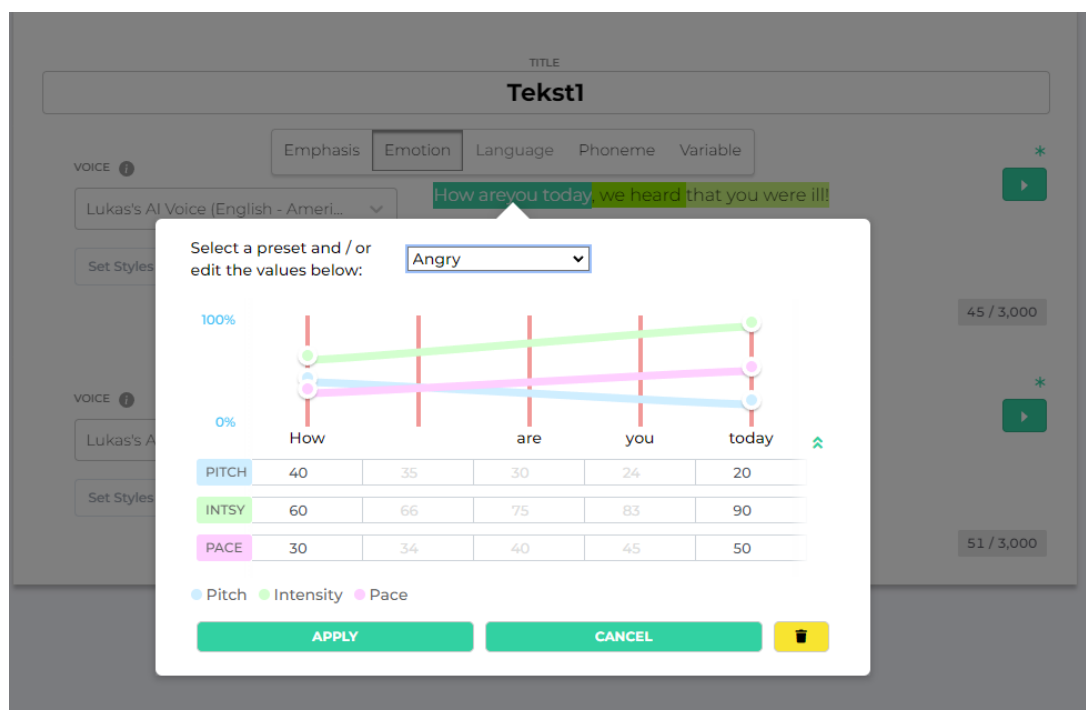 TITLE
Tekst1
Emphasis Emotion Language Phoneme Variable
VOICE i
Lukas's AI Voice (English - Ameri...
How areyou today, we heard that you were ill!
Set Styles
Select a preset and / or
edit the values below:
Angry
45 / 3,000
100%
0%
How are you today
PITCH 40 35 30 24 20
INTSY 60 66 75 83 90
PACE 30 34 40 45 50
Pitch Intensity Pace
APPLY CANCEL
VOICE i
Lukas's A
Set Styles
51 / 3,000